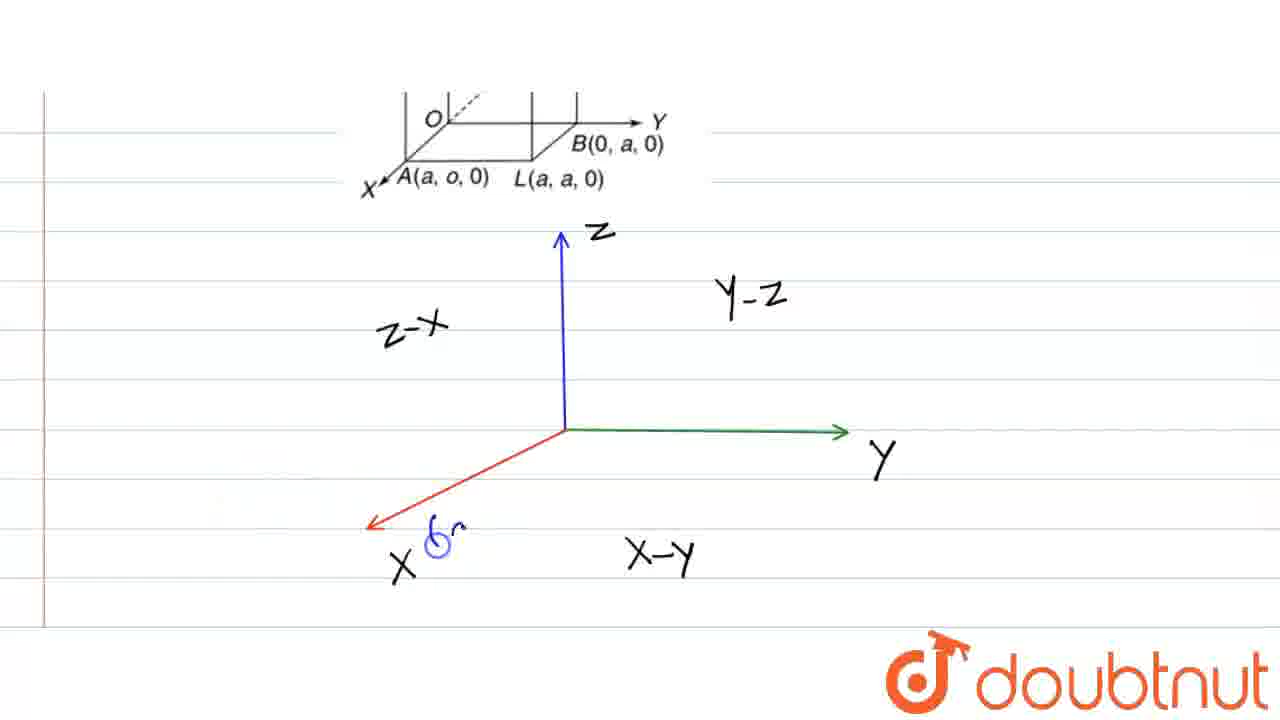 O
Y
B(0, a, 0)
X
A(a, o, 0)
L(a, a, 0)
Z
Y-Z
Z-X
Y
X
X-Y
doubtnut